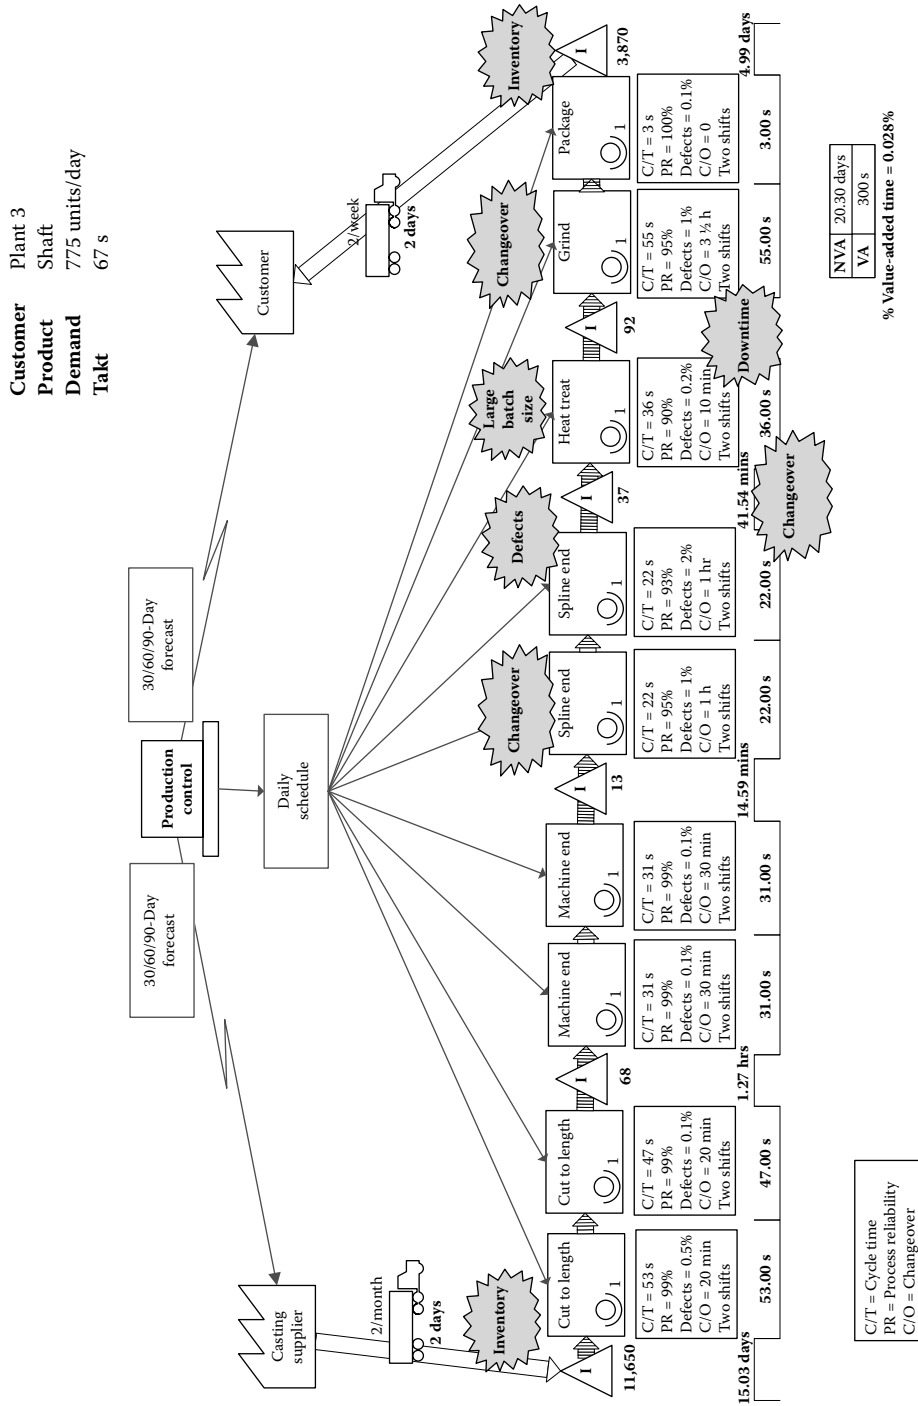 Customer Plant 3
Product Shaft
Demand 775 units/day
Takt 67 s
30/60/90-Day
forecast
Production
control
30/60/90-Day
forecast
Daily
schedule
Casting
supplier
Customer
2/month
2 days
2/week
2 days
Inventory
Changeover
Defects
Large
batch
size
Changeover
Inventory
I
11,650
Cut to length
1
Cut to length
1
I
68
Machine end
1
Machine end
1
I
13
Spline end
1
Spline end
1
I
37
Heat treat
1
I
92
Grind
1
Package
1
I
3,870
C/T = 53 s
PR = 99%
Defects = 0.5%
C/O = 20 min
Two shifts
C/T = 47 s
PR = 99%
Defects = 0.1%
C/O = 20 min
Two shifts
C/T = 31 s
PR = 99%
Defects = 0.1%
C/O = 30 min
Two shifts
C/T = 31 s
PR = 99%
Defects = 0.1%
C/O = 30 min
Two shifts
C/T = 22 s
PR = 95%
Defects = 1%
C/O = 1 h
Two shifts
C/T = 22 s
PR = 93%
Defects = 2%
C/O = 1 hr
Two shifts
C/T = 36 s
PR = 90%
Defects = 0.2%
C/O = 10 min
Two shifts
C/T = 55 s
PR = 95%
Defects = 1%
C/O = 3 ½ h
Two shifts
C/T = 3 s
PR = 100%
Defects = 0.1%
C/O = 0
Two shifts
Downtime
Changeover
15.03 days
53.00 s
47.00 s
1.27 hrs
31.00 s
31.00 s
14.59 mins
22.00 s
22.00 s
41.54 mins
36.00 s
55.00 s
3.00 s
4.99 days
NVA 20.30 days
VA 300 s
% Value-added time = 0.028%
C/T = Cycle time
PR = Process reliability
C/O = Changeover